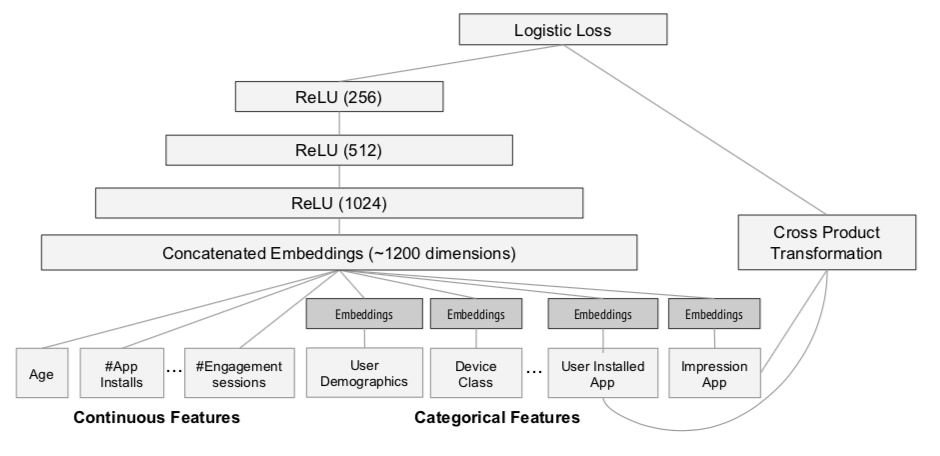 Logistic Loss
ReLU (256)
ReLU (512)
ReLU (1024)
Concatenated Embeddings (~1200 dimensions)
Cross Product
Transformation
Embeddings
Embeddings
Embeddings
Embeddings
Age
#App
Installs
...
#Engagement
sessions
User
Demographics
Device
Class
...
User Installed
App
Impression
App
Continuous Features
Categorical Features